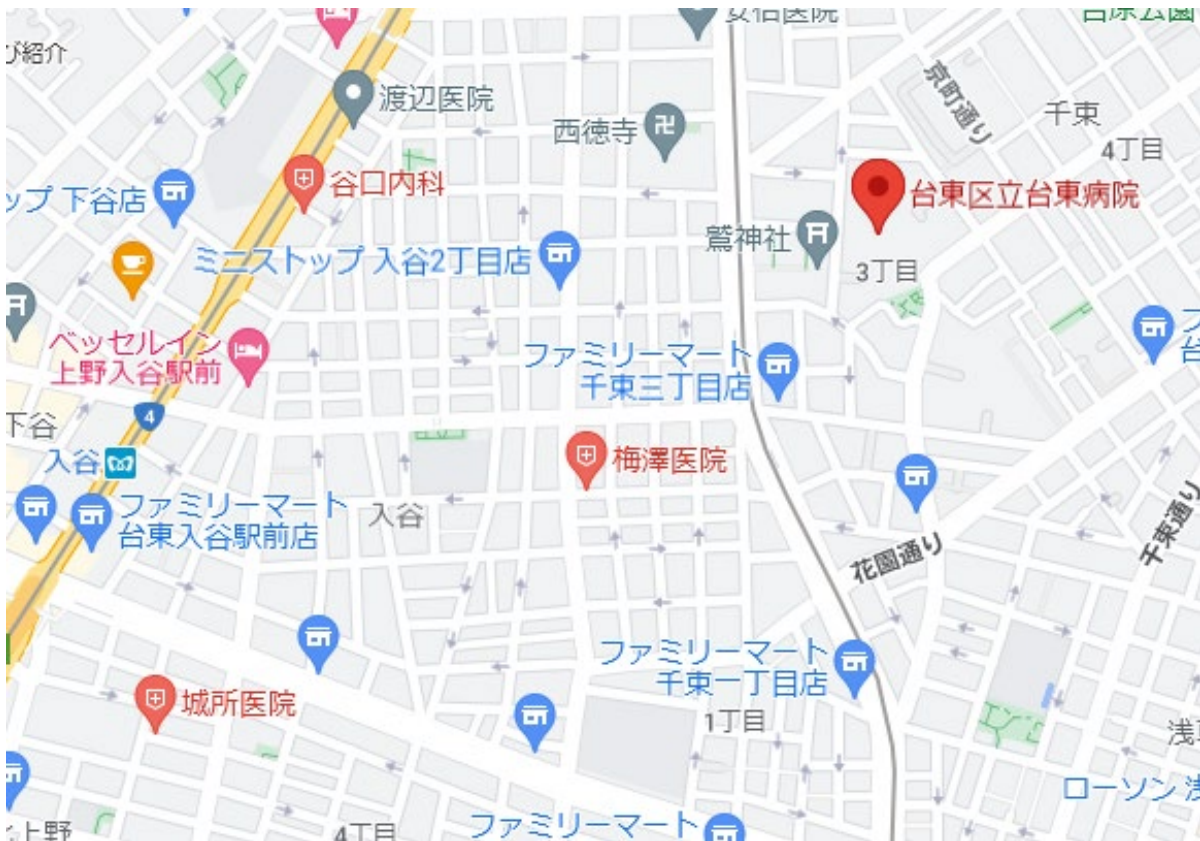 安倍医院
び紹介
渡辺医院
京町通り
千束
4丁目
西徳寺
谷口内科
台東区立台東病院
ップ 下谷店
鷲神社
ミニストップ 入谷2丁目店
3丁目
ベッセルイン
上野入谷駅前
ファミリーマート
千束三丁目店
4
下谷
入谷
梅澤医院
ファミリーマート
台東入谷駅前店
入谷
千束通り
花園通り
ファミリーマート
千束一丁目店
城所医院
1丁目
ローソン
上野
4丁目
ファミリーマート